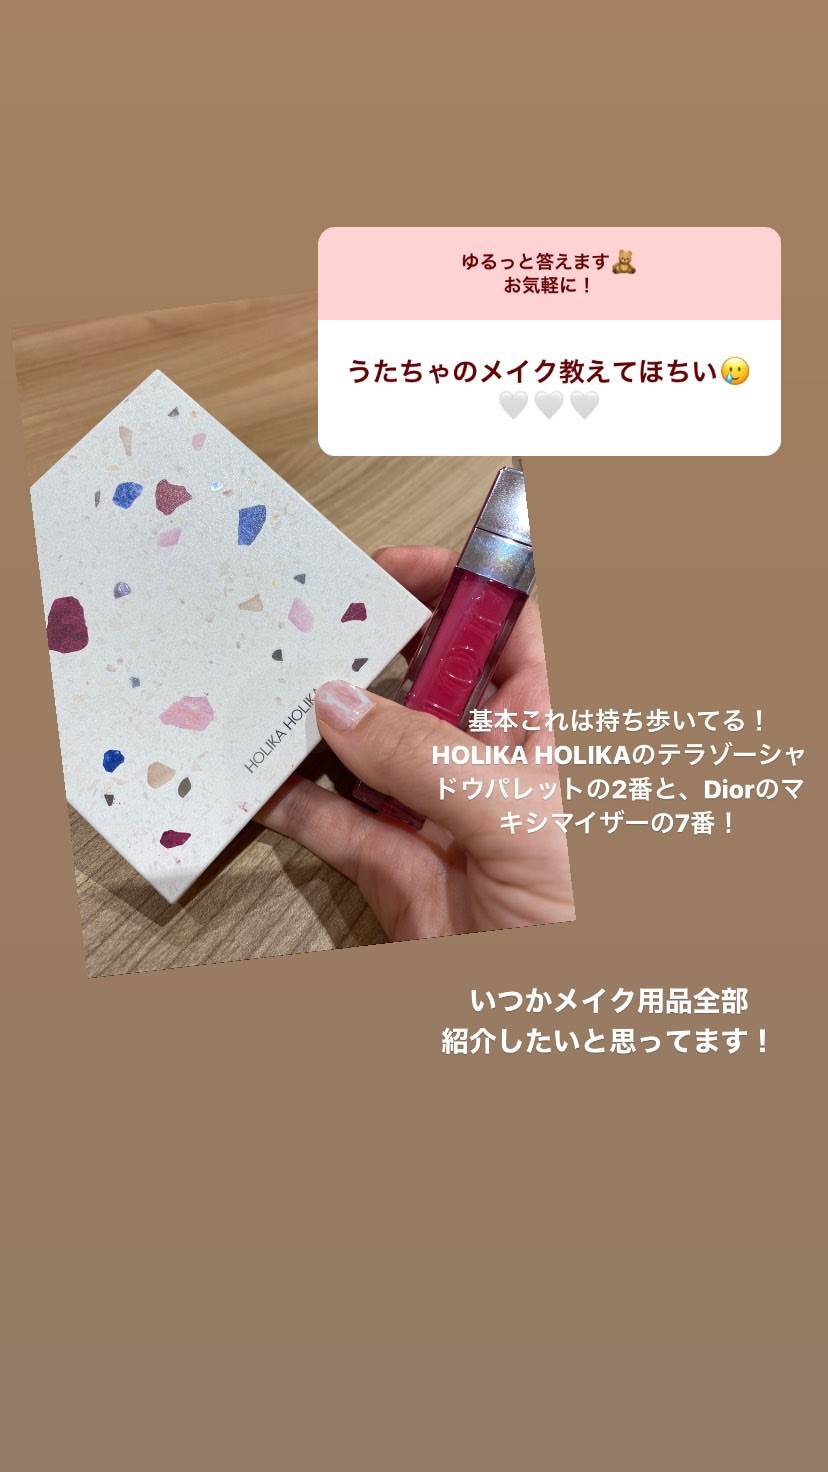 ゆるっと答えます🧸
お気軽に！
うたちゃのメイク教えてほちい🥲
🤍🤍🤍
HOLIKA HOLIKA
Dior
基本これは持ち歩いてる！
HOLIKA HOLIKAのテラゾーシャ
ドウパレットの2番と、Diorのマ
キシマイザーの7番！
いつかメイク用品全部
紹介したいと思ってます！